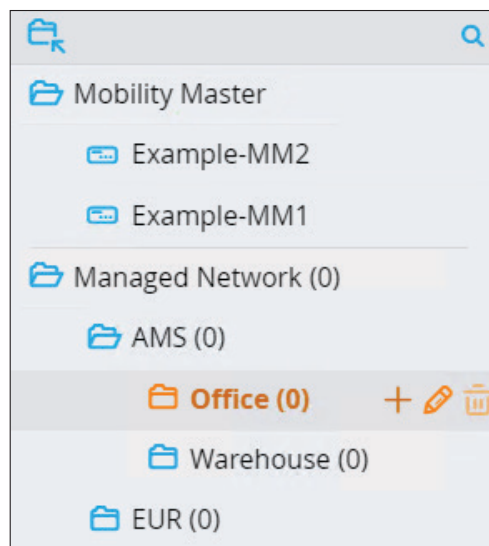 Mobility Master
Example-MM2
Example-MM1
Managed Network (0)
AMS (0)
Office (0)
Warehouse (0)
EUR (0)